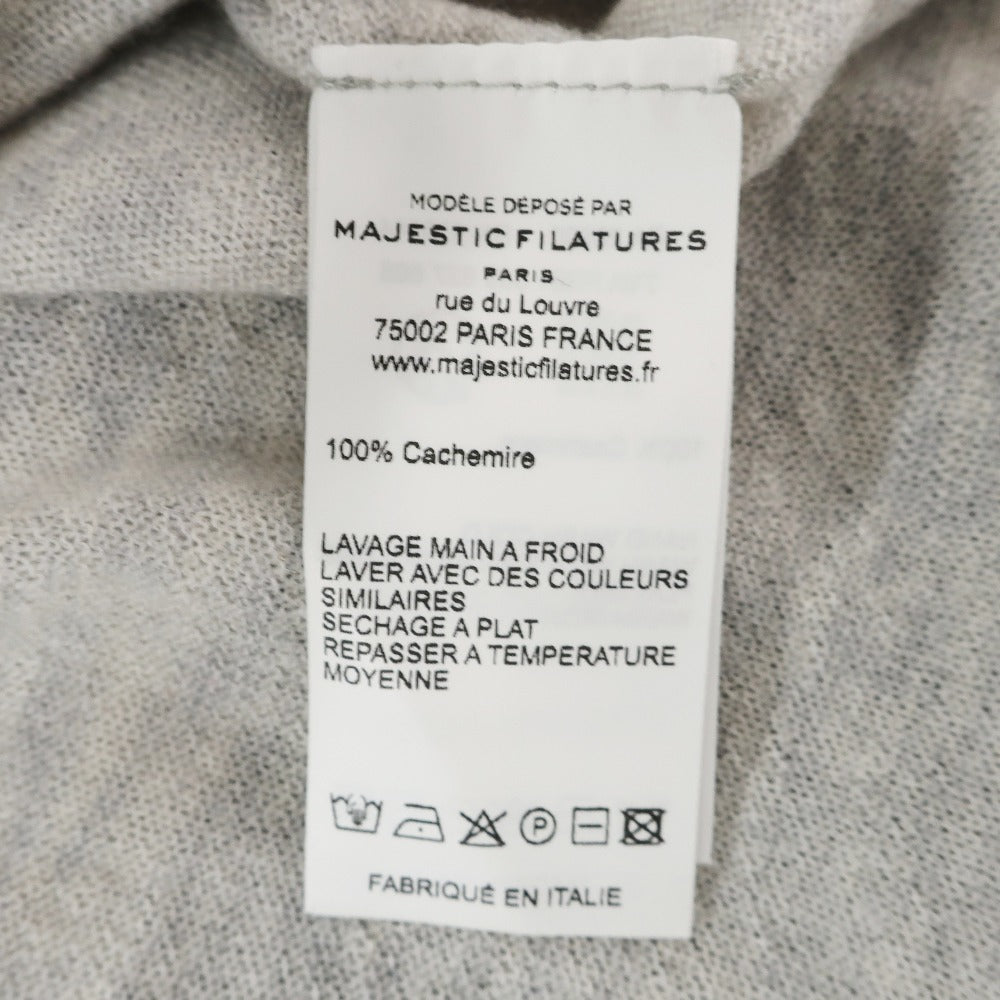 MODÈLE DÉPOSÉ PAR
MAJESTIC FILATURES
PARIS
rue du Louvre
75002 PARIS FRANCE
www.majesticfilatures.fr
100% Cachemire
LAVAGE MAIN A FROID
LAVER AVEC DES COULEURS
SIMILAIRES
SECHAGE A PLAT
REPASSER A TEMPERATURE
MOYENNE
P
FABRIQUÉ EN ITALIE